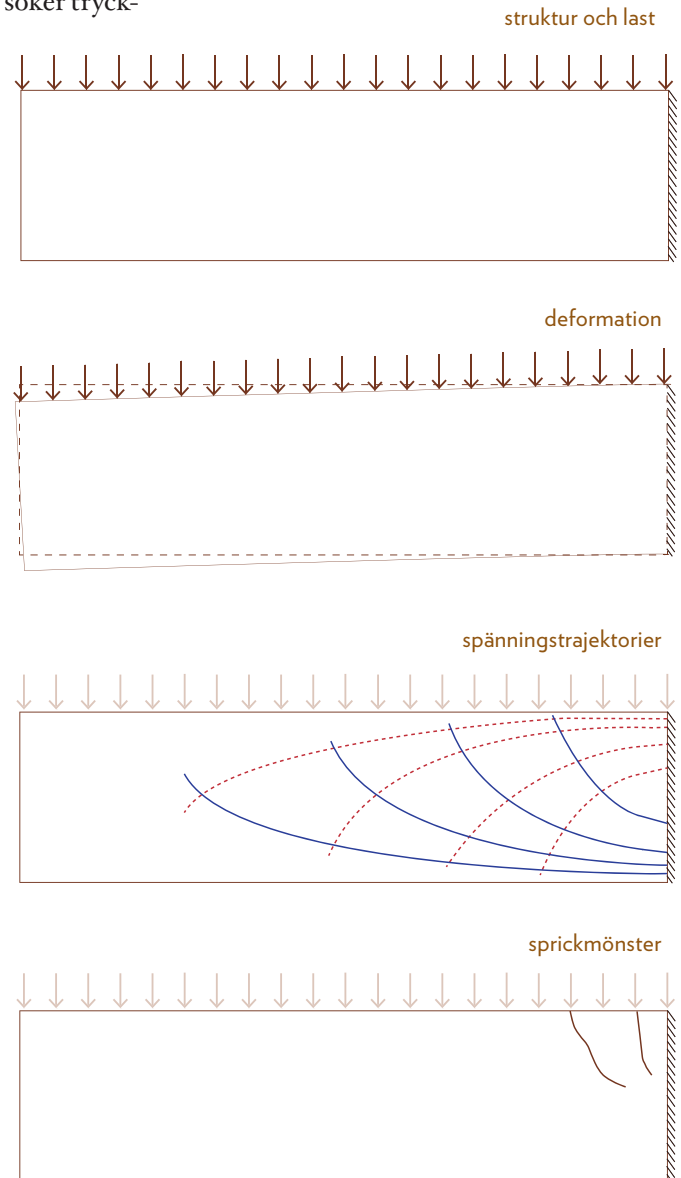 söker tryck-
struktur och last
deformation
spänningstrajektorier
sprickmönster